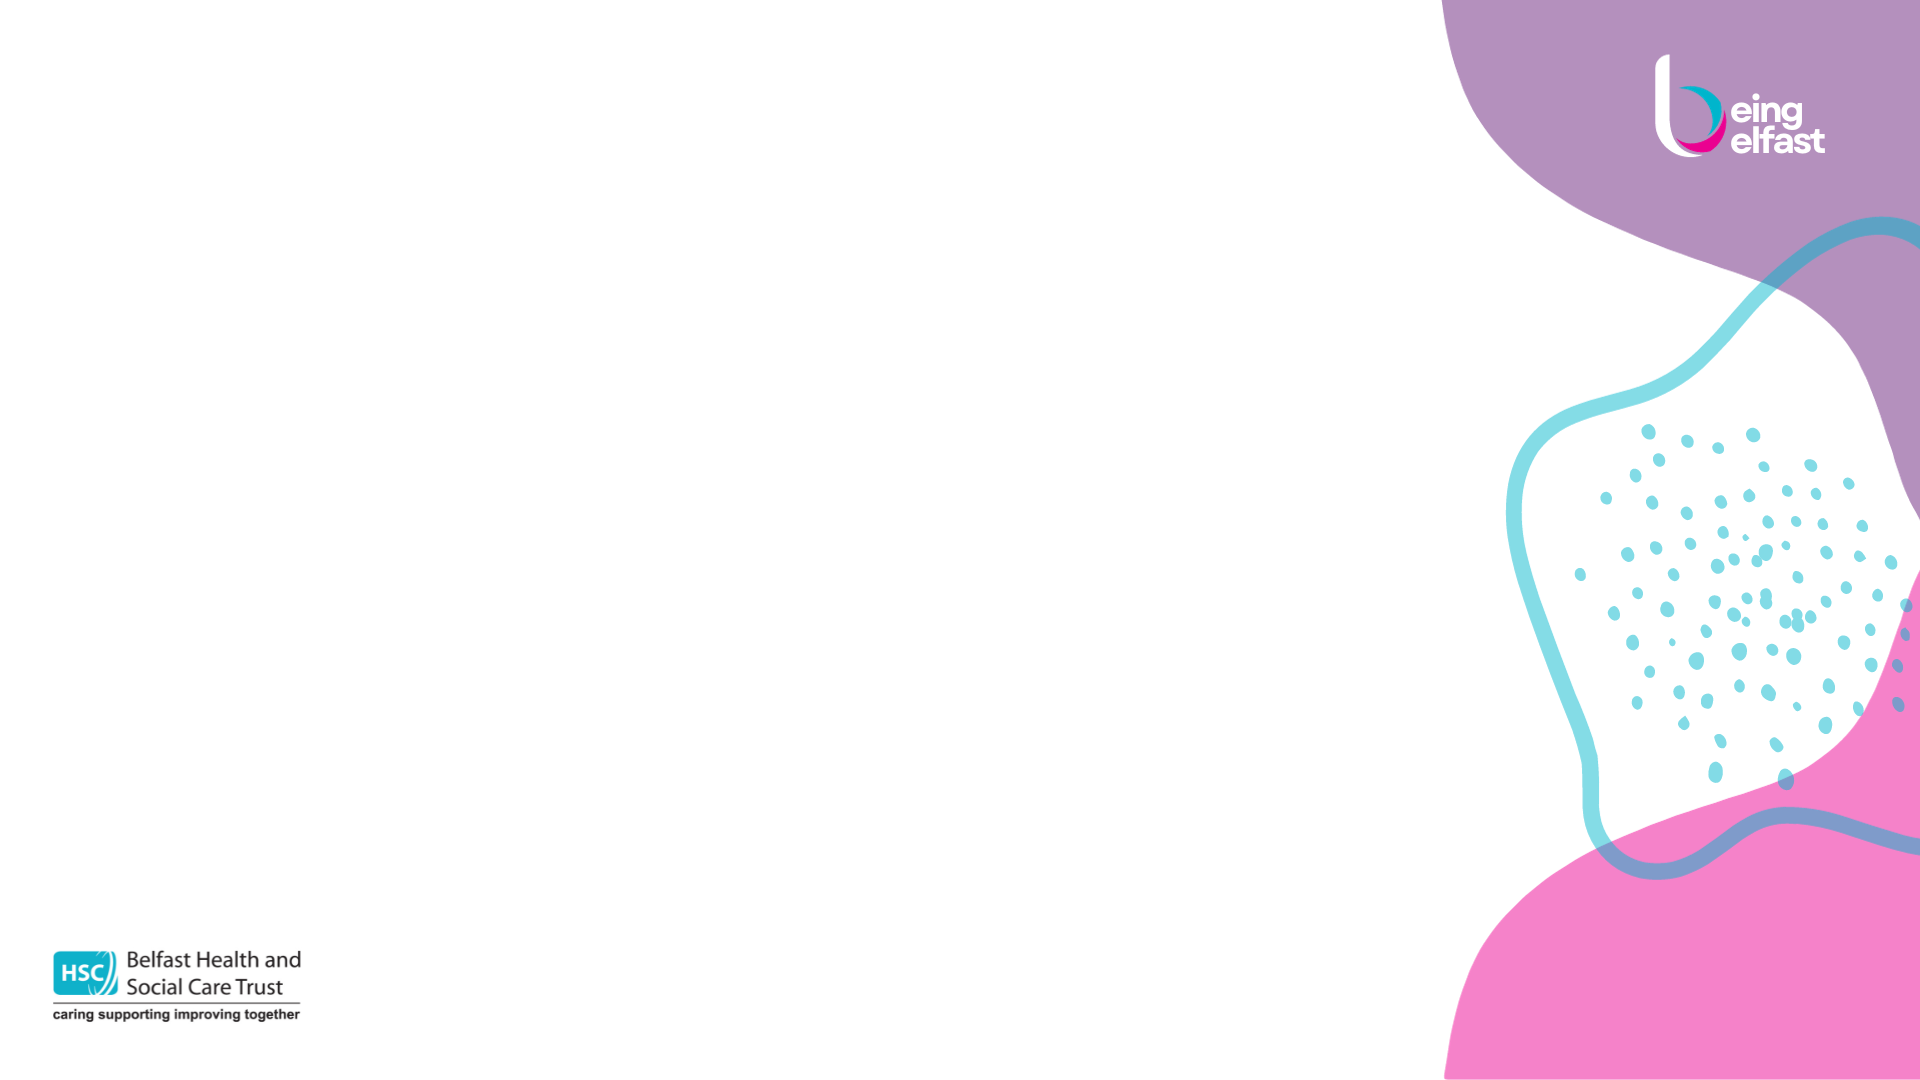 being
belfast
HSC
Belfast Health and
Social Care Trust
caring supporting improving together